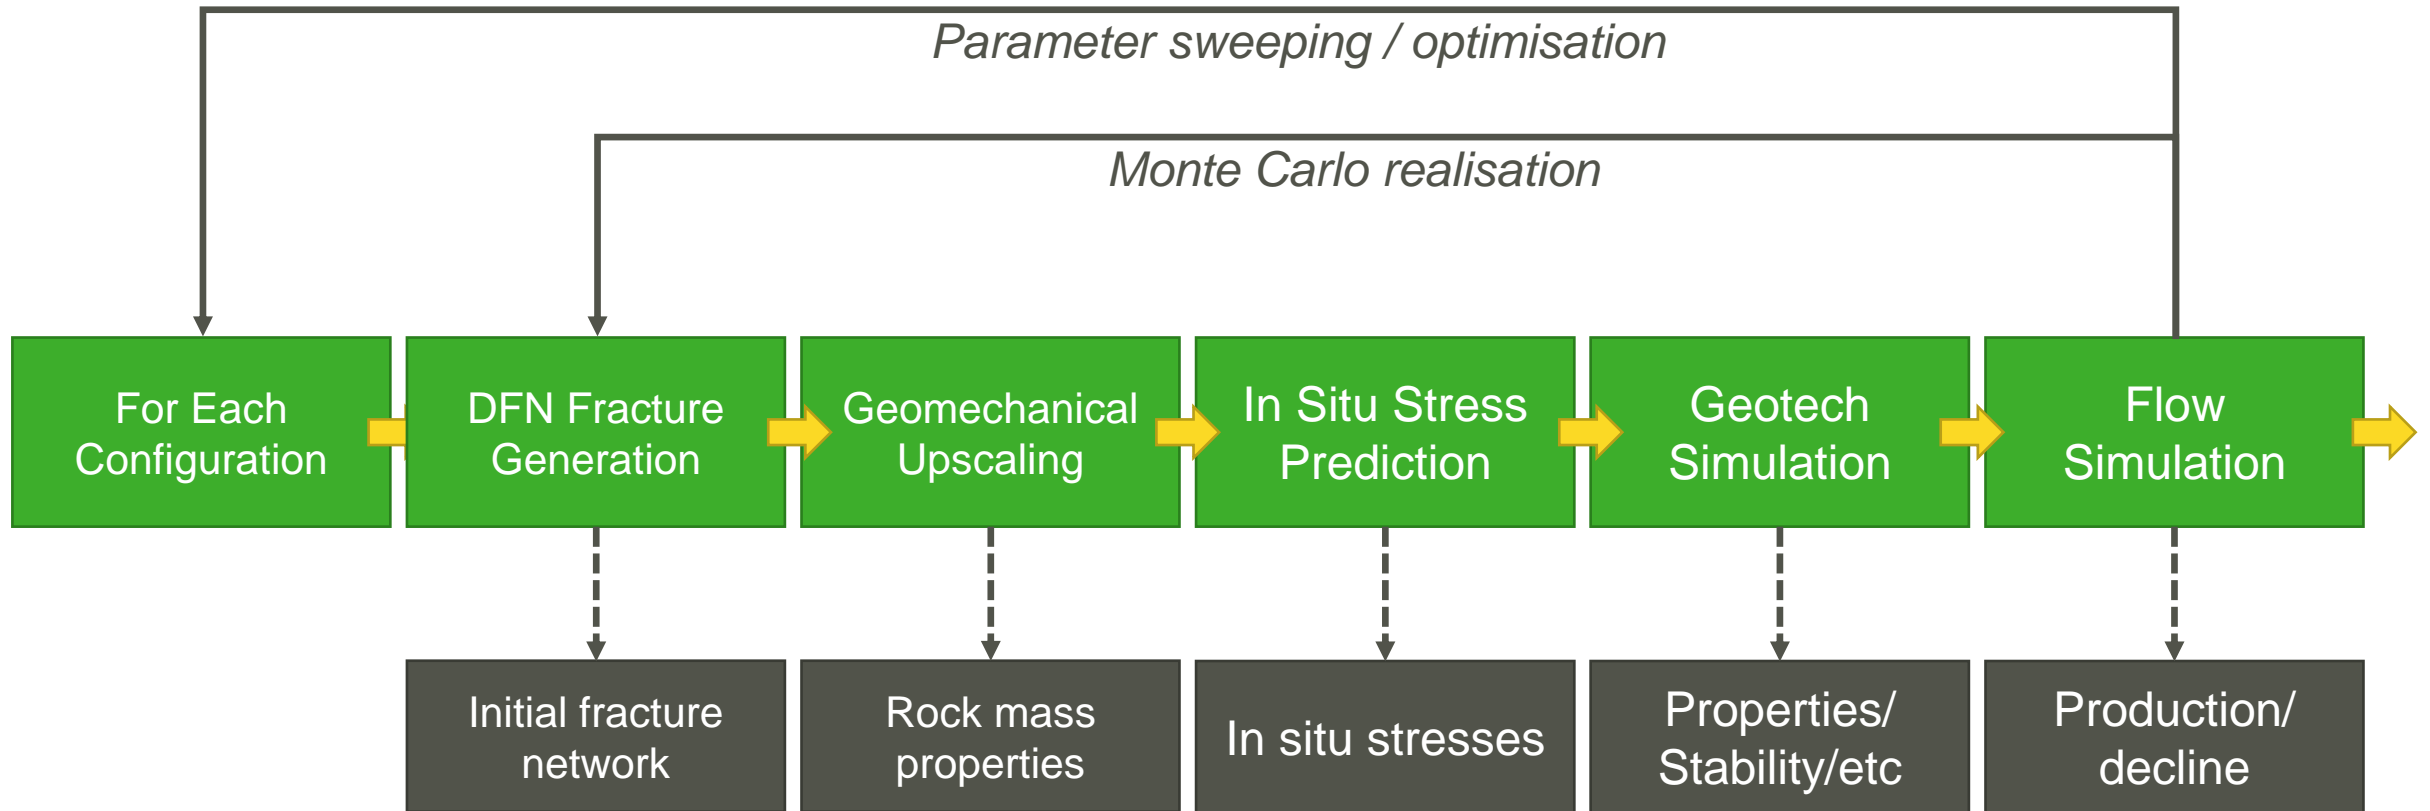 Parameter sweeping / optimisation
Monte Carlo realisation
For Each
Configuration
DFN Fracture
Generation
Geomechanical
Upscaling
In Situ Stress
Prediction
Geotech
Simulation
Flow
Simulation
Initial fracture
network
Rock mass
properties
In situ stresses
Properties/
Stability/etc
Production/
decline